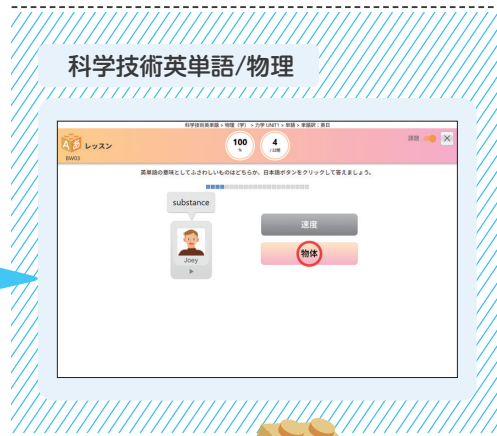 科学技術英単語/物理
科学技術英単語 > 物理（学） > 力学 UNIT1 > 単語 > 単語訳：英日
レッスン
BW03
100
%
4
/ 22問
課題
英単語の意味としてふさわしいものはどちらか、日本語ボタンをクリックして答えましょう。
substance
Joey
速度
物体